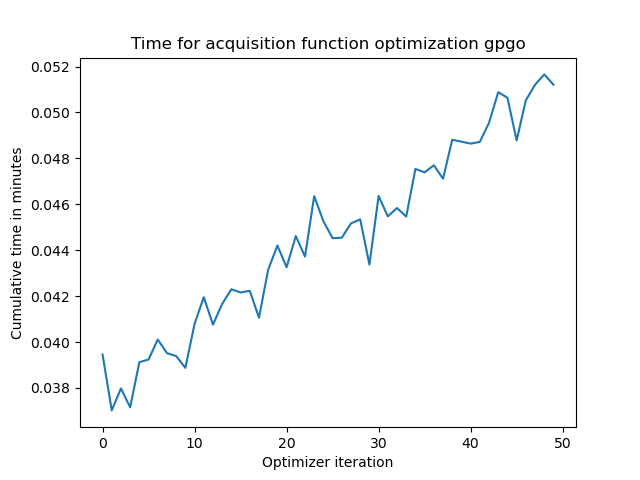 Time for acquisition function optimization gpgo
0.052
0.050
0.048
0.046
0.044
0.042
0.040
0.038
Cumulative time in minutes
0 10 20 30 40 50
Optimizer iteration